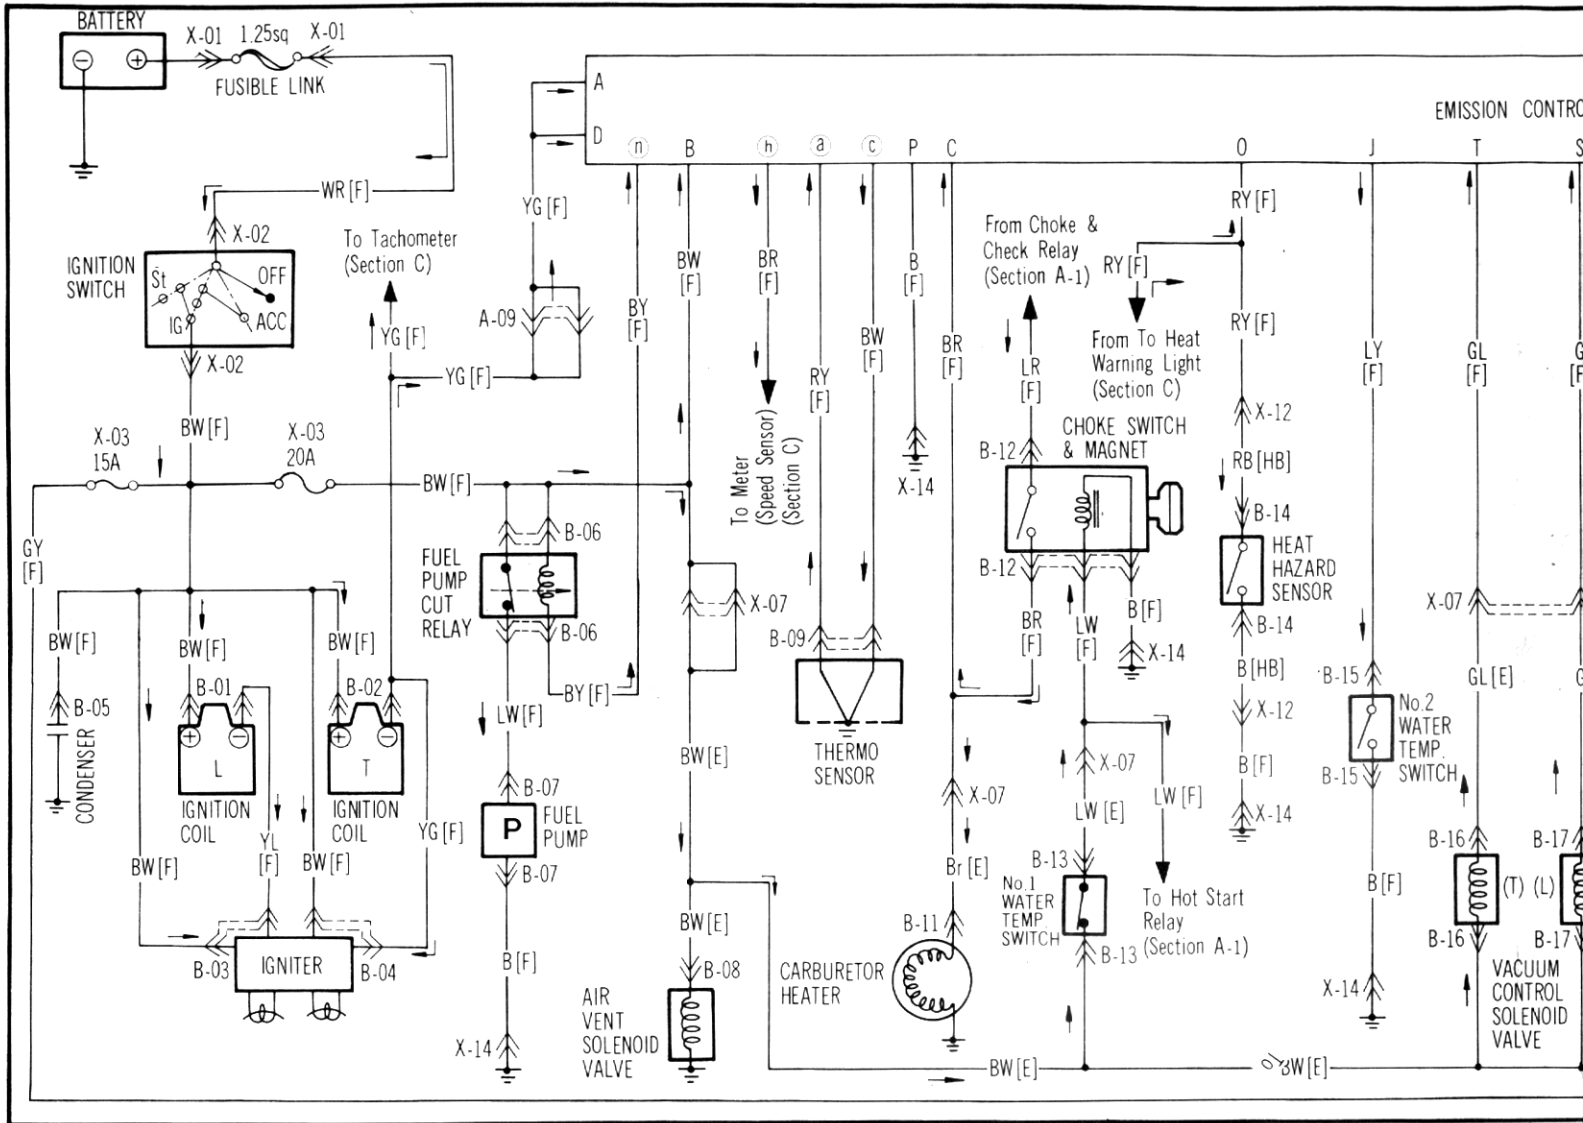 BATTERY
X-01
1.25sq
X-01
FUSIBLE LINK
A
D
EMISSION CONTRO
n
B
h
a
c
P
C
O
J
T
S
WR[F]
X-02
To Tachometer
(Section C)
YG[F]
IGNITION
SWITCH
St
OFF
IG
ACC
X-02
YG[F]
YG[F]
A-09
BY
[F]
BW
[F]
BR
[F]
RY
[F]
BW
[F]
B
[F]
BR
[F]
From Choke &
Check Relay
(Section A-1)
LR
[F]
RY[F]
RY[F]
RY[F]
From To Heat
Warning Light
(Section C)
LY
[F]
GL
[F]
G
[F
BW[F]
X-03
15A
X-03
20A
BW[F]
To Meter
(Speed Sensor)
(Section C)
X-14
CHOKE SWITCH
& MAGNET
B-12
X-12
RB[HB]
B-14
HEAT
HAZARD
SENSOR
B-14
B[HB]
X-12
B[F]
X-14
GY
[F]
FUEL
PUMP
CUT
RELAY
B-06
B-06
X-07
B-09
THERMO
SENSOR
B-12
BR
[F]
LW
[F]
B[F]
X-14
X-07
GL[E]
G
BW[F]
BW[F]
BW[F]
B-05
CONDENSER
B-01
B-02
+
−
L
IGNITION
COIL
+
−
T
IGNITION
COIL
YL
[F]
YG[F]
BW[F]
BW[F]
B-03
IGNITER
B-04
BY[F]
LW[F]
B-07
P
FUEL
PUMP
B-07
B[F]
X-14
BW[E]
BW[E]
B-08
AIR
VENT
SOLENOID
VALVE
X-07
Br[E]
B-11
CARBURETOR
HEATER
X-07
LW[E]
LW[F]
B-13
No.1
WATER
TEMP.
SWITCH
B-13
To Hot Start
Relay
(Section A-1)
B-15
No.2
WATER
TEMP.
SWITCH
B-15
B[F]
X-14
B-16
B-17
(T)
(L)
B-16
B-17
VACUUM
CONTROL
SOLENOID
VALVE
BW[E]